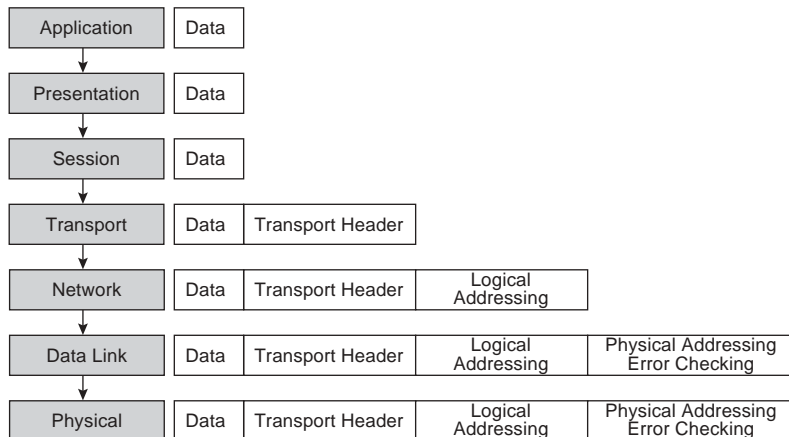 Application Data
Presentation Data
Session Data
Transport Data Transport Header
Network Data Transport Header Logical
Addressing
Data Link Data Transport Header Logical
Addressing Physical Addressing
Error Checking
Physical Data Transport Header Logical
Addressing Physical Addressing
Error Checking